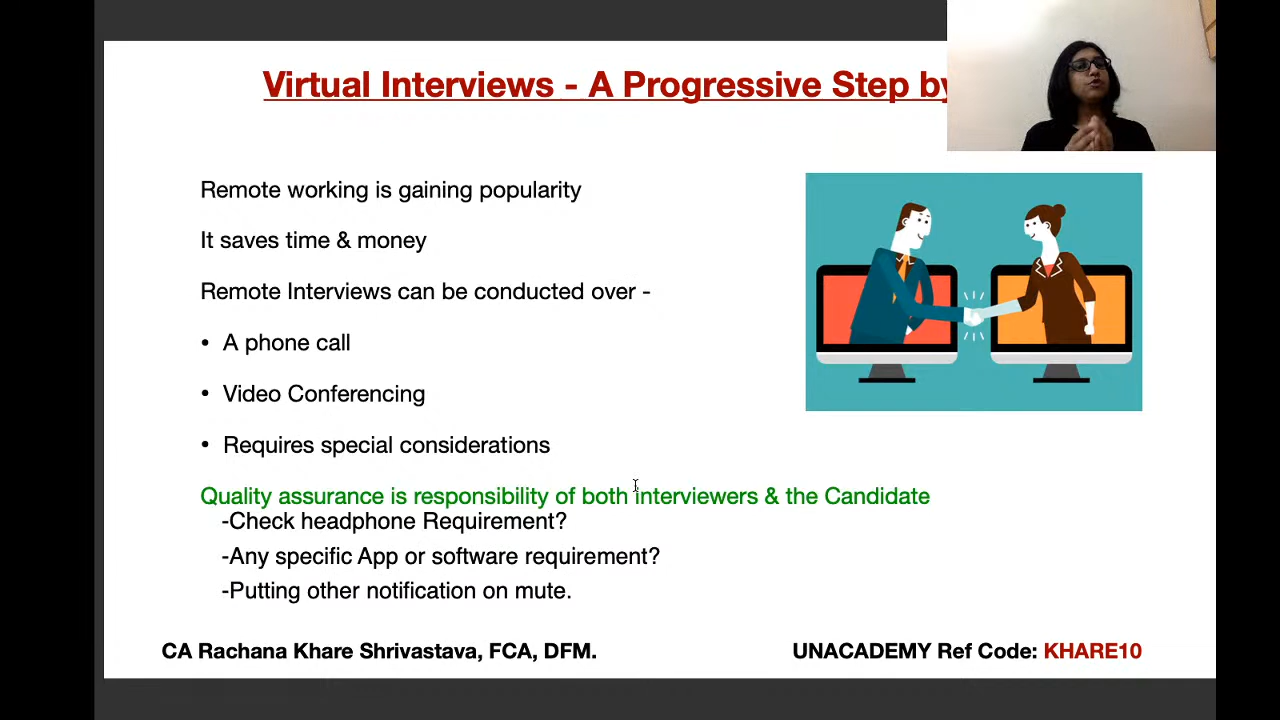 Virtual Interviews - A Progressive Step by
Remote working is gaining popularity
It saves time & money
Remote Interviews can be conducted over -
• A phone call
• Video Conferencing
• Requires special considerations
Quality assurance is responsibility of both interviewers & the Candidate
-Check headphone Requirement?
-Any specific App or software requirement?
-Putting other notification on mute.
CA Rachana Khare Shrivastava, FCA, DFM.
UNACADEMY Ref Code: KHARE10